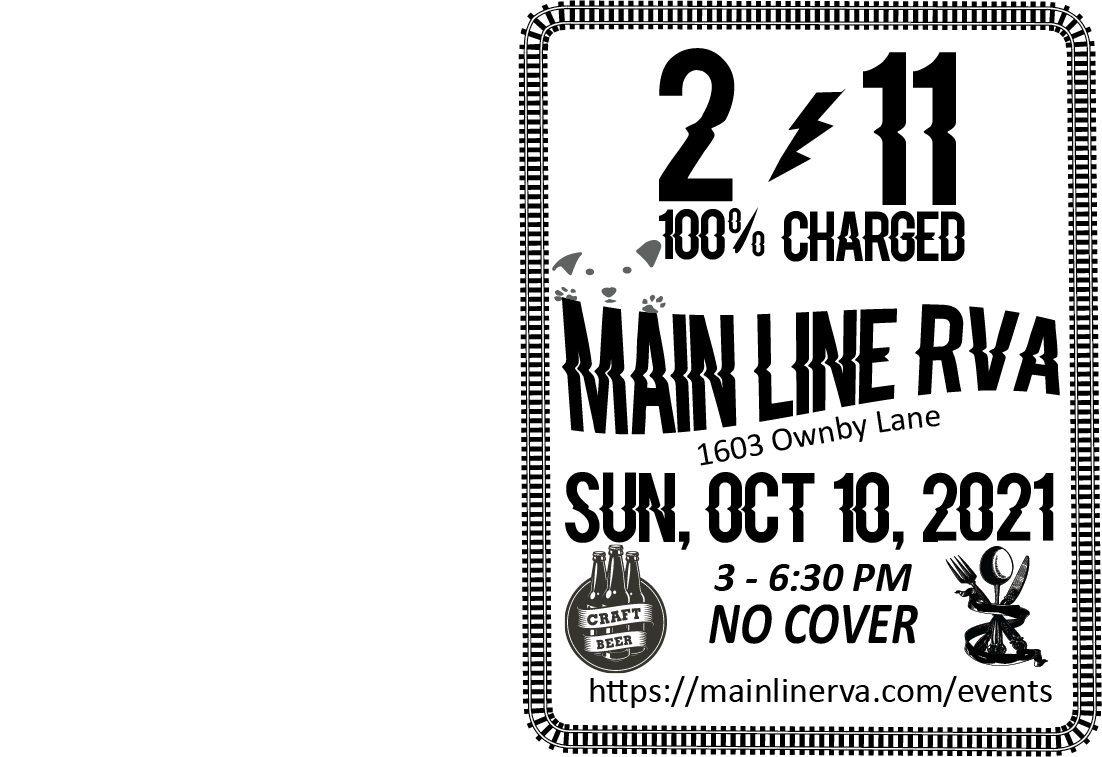 2 11
100% CHARGED
MAIN LINE RVA
1603 Ownby Lane
SUN, OCT 10, 2021
3 - 6:30 PM
NO COVER
CRAFT
BEER
https://mainlinerva.com/events